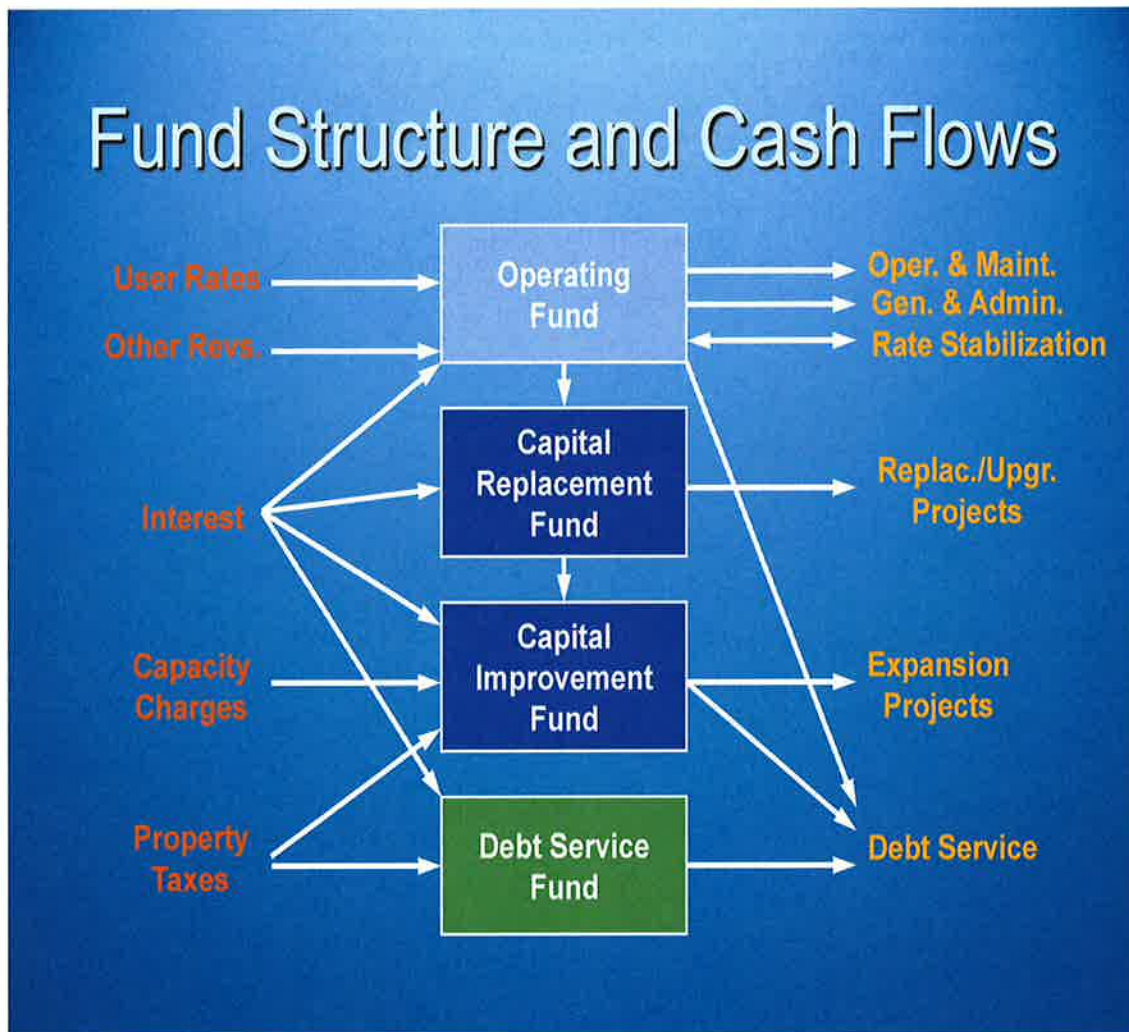 Fund Structure and Cash Flows
User Rates
Other Revs.
Interest
Capacity
Charges
Property
Taxes
Operating
Fund
Capital
Replacement
Fund
Capital
Improvement
Fund
Debt Service
Fund
Oper. & Maint.
Gen. & Admin.
Rate Stabilization
Replac./Upgr.
Projects
Expansion
Projects
Debt Service